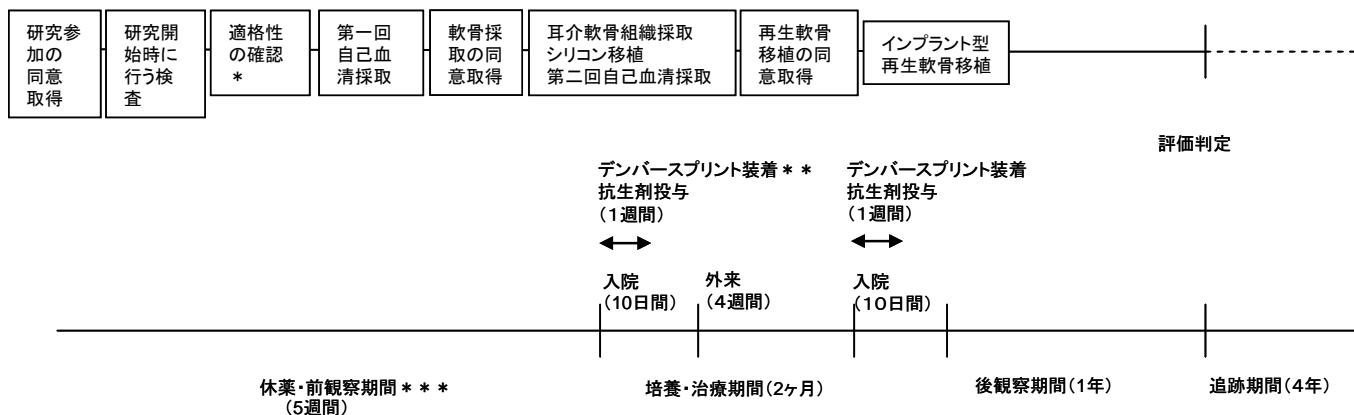 研究参
加の
同意
取得
研究開
始時に
行う検
査
適格性
の確認
*
第一回
自己血
清採取
軟骨採
取の同
意取得
耳介軟骨組織採取
シリコン移植
第二回自己血清採取
再生軟骨
移植の同
意取得
インプラント型
再生軟骨移植
評価判定
デンバースプリント装着**
抗生剤投与
(1週間)
デンバースプリント装着
抗生剤投与
(1週間)
入院
(10日間)
外来
(4週間)
入院
(10日間)
休薬・前観察期間***
(5週間)
培養・治療期間(2ヶ月)
後観察期間(1年)
追跡期間(4年)